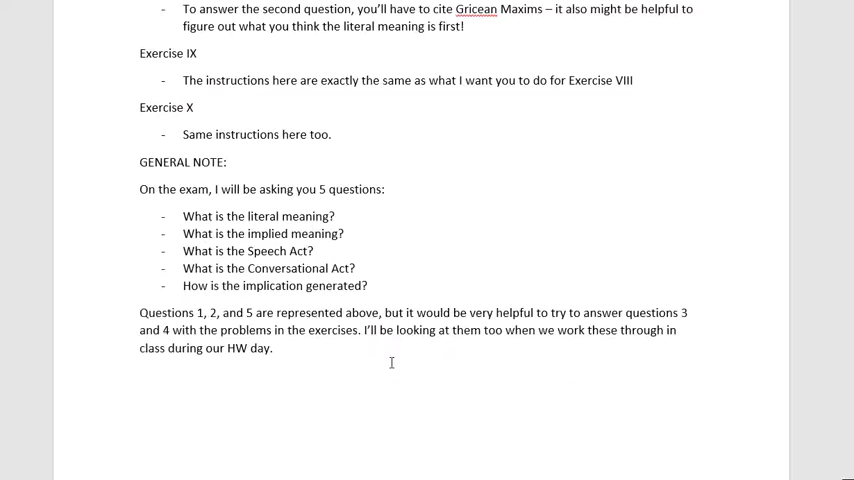 - To answer the second question, you'll have to cite Gricean Maxims – it also might be helpful to
figure out what you think the literal meaning is first!
Exercise IX
- The instructions here are exactly the same as what I want you to do for Exercise VIII
Exercise X
- Same instructions here too.
GENERAL NOTE:
On the exam, I will be asking you 5 questions:
- What is the literal meaning?
- What is the implied meaning?
- What is the Speech Act?
- What is the Conversational Act?
- How is the implication generated?
Questions 1, 2, and 5 are represented above, but it would be very helpful to try to answer questions 3
and 4 with the problems in the exercises. I'll be looking at them too when we work these through in
class during our HW day.